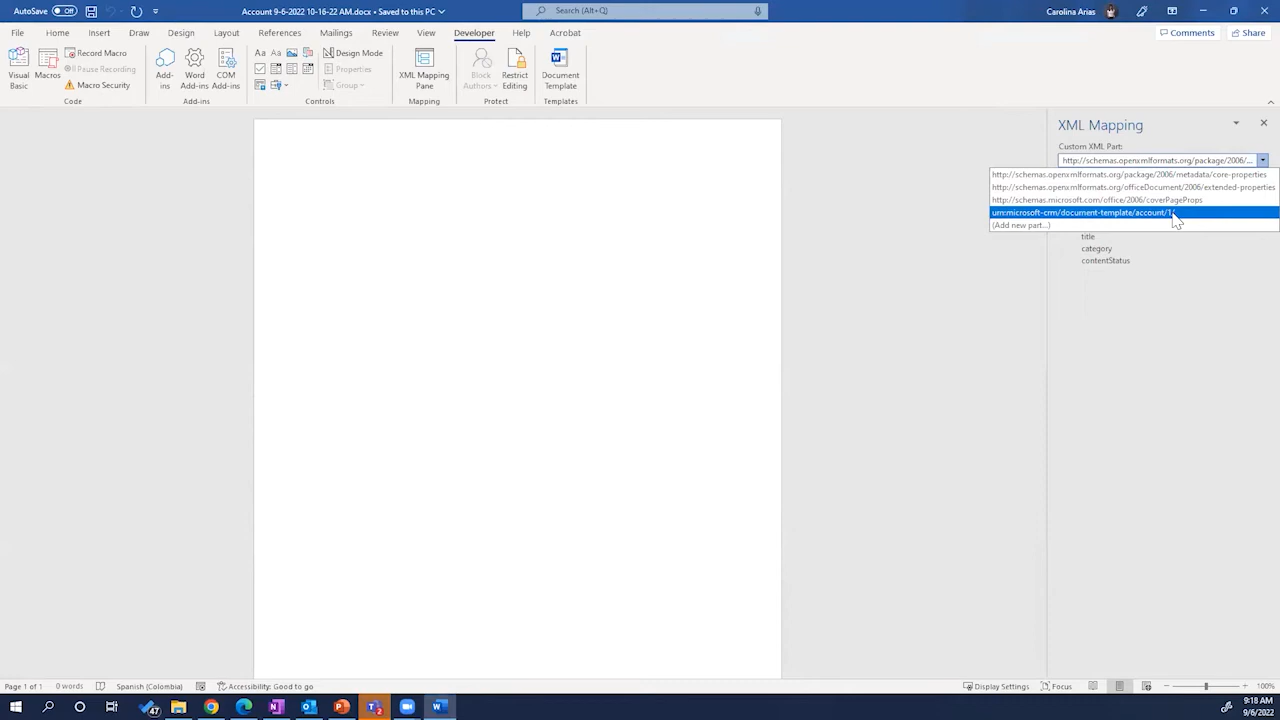 AutoSave Off
Account 9-6-2022 10-16-22 AM.docx • Saved to this PC
Search (Alt+Q)
Carolina Arias
File Home Insert Draw Design Layout References Mailings Review View Developer Help Acrobat
Comments Share
Visual Basic
Macros
Record Macro
Pause Recording
Macro Security
Code
Add-ins
Word Add-ins
COM Add-ins
Add-ins
Aa Aa
Design Mode
Properties
Group
Controls
XML Mapping Pane
Mapping
Block Authors
Restrict Editing
Protect
Document Template
Templates
XML Mapping
Custom XML Part:
http://schemas.openxmlformats.org/package/2006/...
http://schemas.openxmlformats.org/package/2006/metadata/core-properties
http://schemas.openxmlformats.org/officeDocument/2006/extended-properties
http://schemas.microsoft.com/office/2006/coverPageProps
urn:microsoft-crm/document-template/account/1/
(Add new part...)
title
category
contentStatus
Page 1 of 1 0 words Spanish (Colombia) Accessibility: Good to go
Display Settings Focus 100%
9:18 AM
9/6/2022